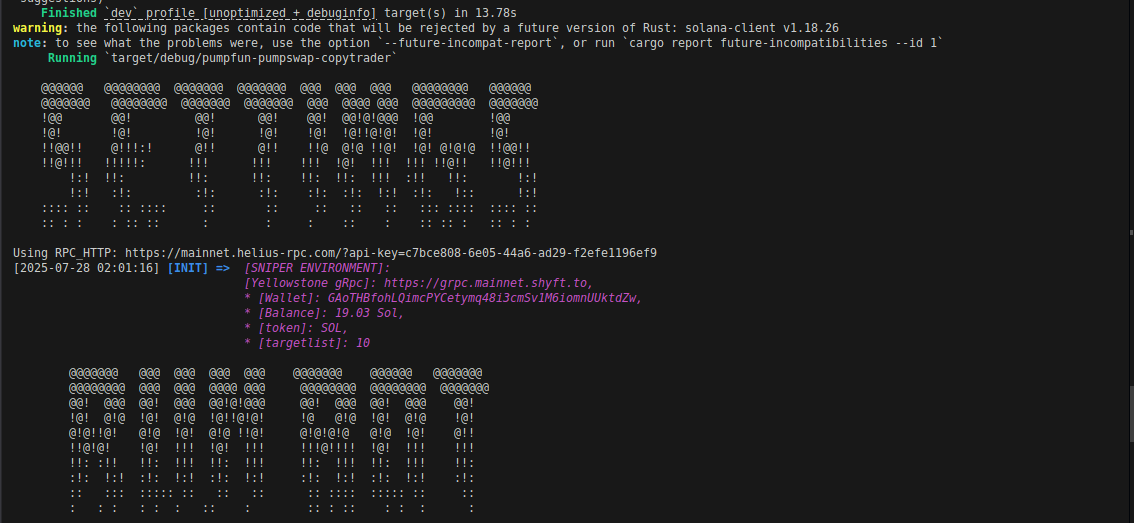 Suggestions)
Finished `dev` profile [unoptimized + debuginfo] target(s) in 13.78s
warning: the following packages contain code that will be rejected by a future version of Rust: solana-client v1.18.26
note: to see what the problems were, use the option `--future-incompat-report`, or run `cargo report future-incompatibilities --id 1`
Running `target/debug/pumpfun-pumpswap-copytrader`
SETTINGS
Using RPC_HTTP: https://mainnet.helius-rpc.com/?api-key=c7bce808-6e05-44a6-ad29-f2efe1196ef9
[2025-07-28 02:01:16] [INIT] => [SNIPER ENVIRONMENT]:
[Yellowstone gRpc]: https://grpc.mainnet.shyft.to,
* [Wallet]: GAoTHBfohLQimcPYCetymq48i3cmSv1M6iomnUUktdZw,
* [Balance]: 19.03 Sol,
* [token]: SOL,
* [targetlist]: 10
RUN BOT